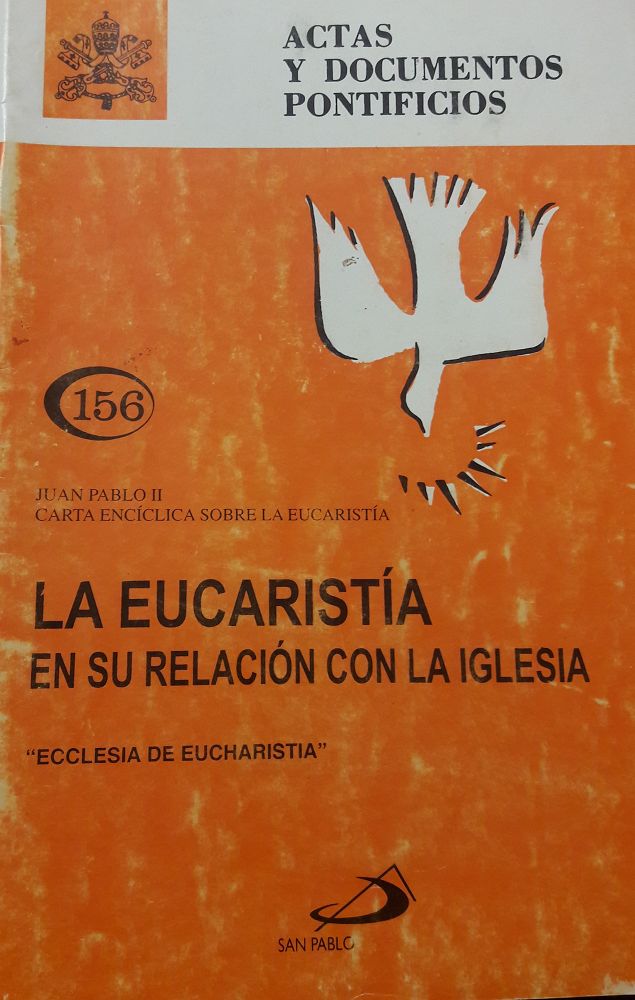 ACTAS
Y DOCUMENTOS
PONTIFICIOS
156
JUAN PABLO II
CARTA ENCÍCLICA SOBRE LA EUCARISTÍA
LA EUCARISTÍA
EN SU RELACIÓN CON LA IGLESIA
“ECCLESIA DE EUCHARISTIA”
SAN PABLO